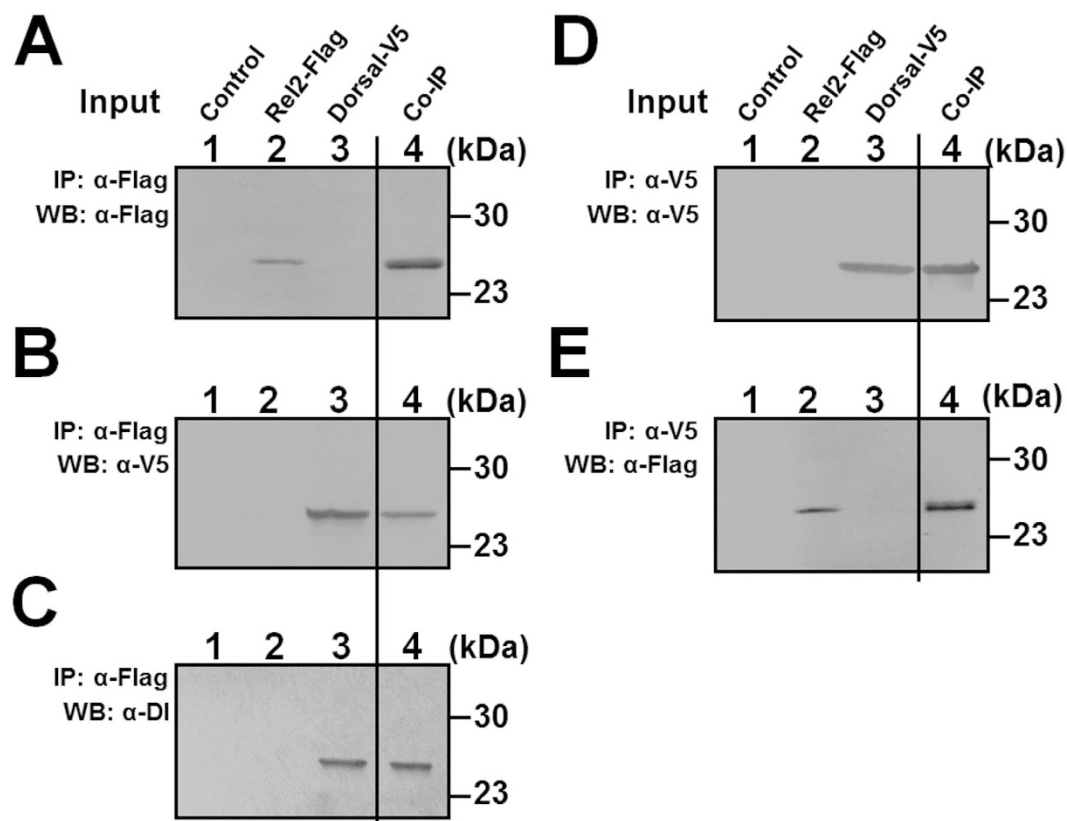 A
Input
Control
Rel2-Flag
Dorsal-V5
Co-IP
1 2 3 4 (kDa)
IP: α-Flag
WB: α-Flag
30
23
B
1 2 3 4 (kDa)
IP: α-Flag
WB: α-V5
30
23
C
1 2 3 4 (kDa)
IP: α-Flag
WB: α-Dl
30
23
D
Input
Control
Rel2-Flag
Dorsal-V5
Co-IP
1 2 3 4 (kDa)
IP: α-V5
WB: α-V5
30
23
E
1 2 3 4 (kDa)
IP: α-V5
WB: α-Flag
30
23